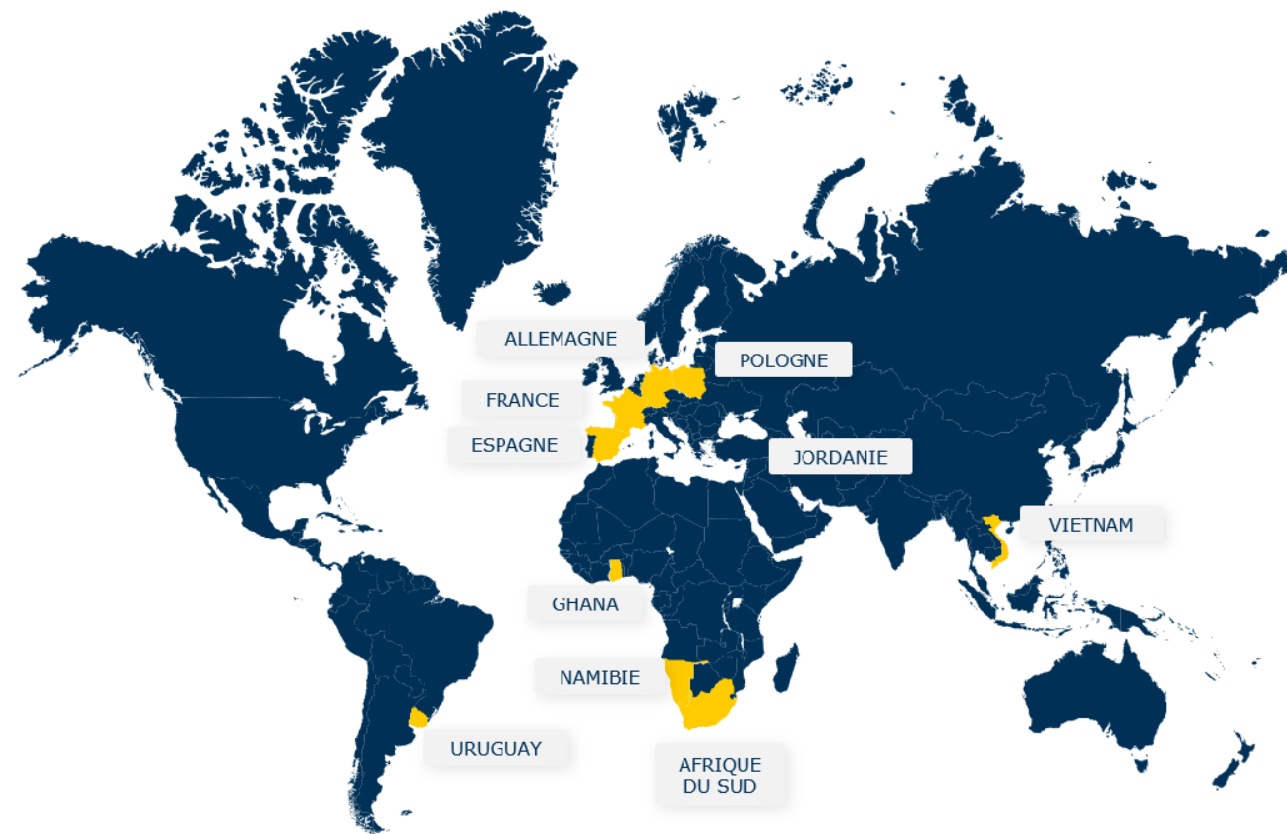 ALLEMAGNE
POLOGNE
FRANCE
ESPAGNE
JORDANIE
VIETNAM
GHANA
NAMIBIE
URUGUAY
AFRIQUE
DU SUD